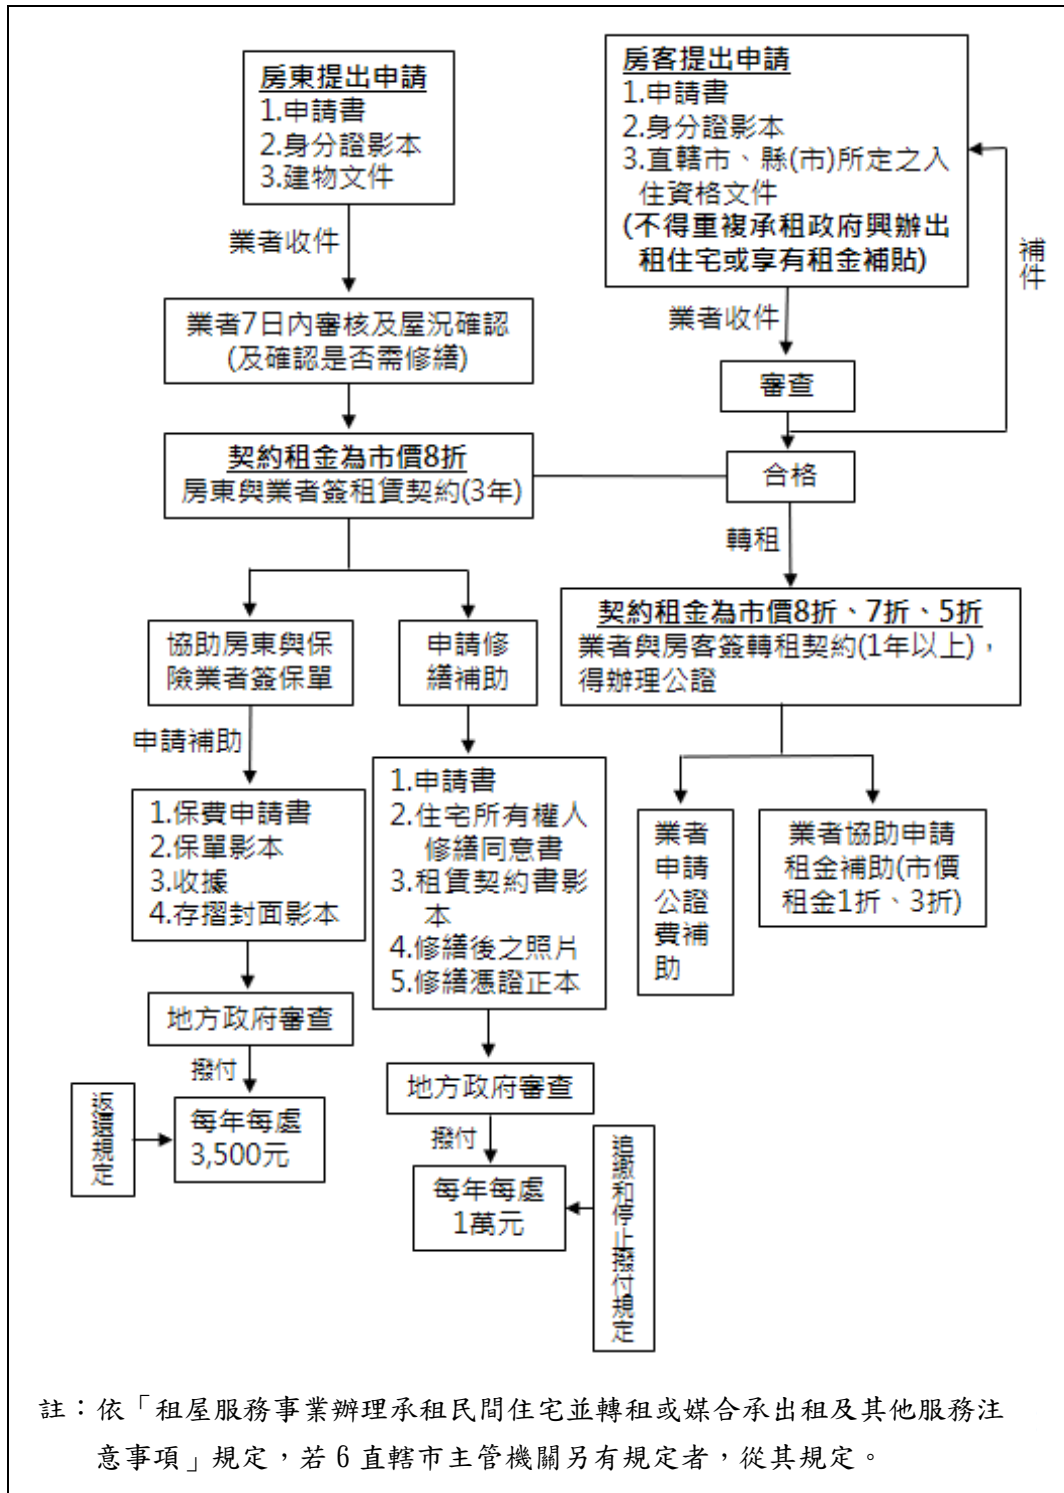 房東提出申請
1.申請書
2.身分證影本
3.建物文件
業者收件
業者7日內審核及屋況確認
(及確認是否需修繕)
契約租金為市價8折
房東與業者簽租賃契約(3年)
房客提出申請
1.申請書
2.身分證影本
3.直轄市、縣(市)所定之入
住資格文件
(不得重複承租政府興辦出
租住宅或享有租金補貼)
補件
業者收件
審查
合格
轉租
契約租金為市價8折、7折、5折
業者與房客簽轉租契約(1年以上)，
得辦理公證
協助房東與保
險業者簽保單
申請補助
1.保費申請書
2.保單影本
3.收據
4.存摺封面影本
地方政府審查
撥付
返還規定
每年每處
3,500元
申請修
繕補助
1.申請書
2.住宅所有權人
修繕同意書
3.租賃契約書影
本
4.修繕後之照片
5.修繕憑證正本
地方政府審查
撥付
每年每處
1萬元
追繳和停止撥付規定
業者
申請
公證
費補
助
業者協助申請
租金補助(市價
租金1折、3折)
註：依「租屋服務事業辦理承租民間住宅並轉租或媒合承出租及其他服務注
意事項」規定，若 6 直轄市主管機關另有規定者，從其規定。